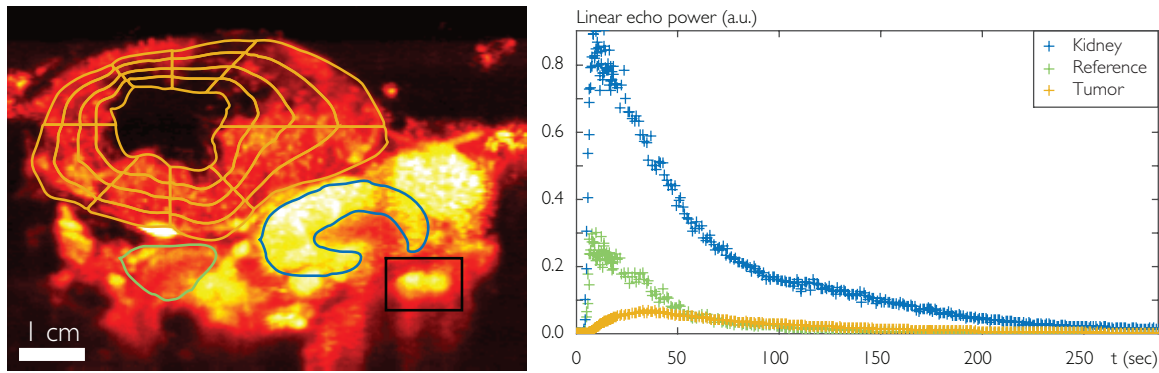 1 cm
Linear echo power (a.u.)
0.8
0.6
0.4
0.2
0.0
Kidney
Reference
Tumor
0 50 100 150 200 250 t (sec)